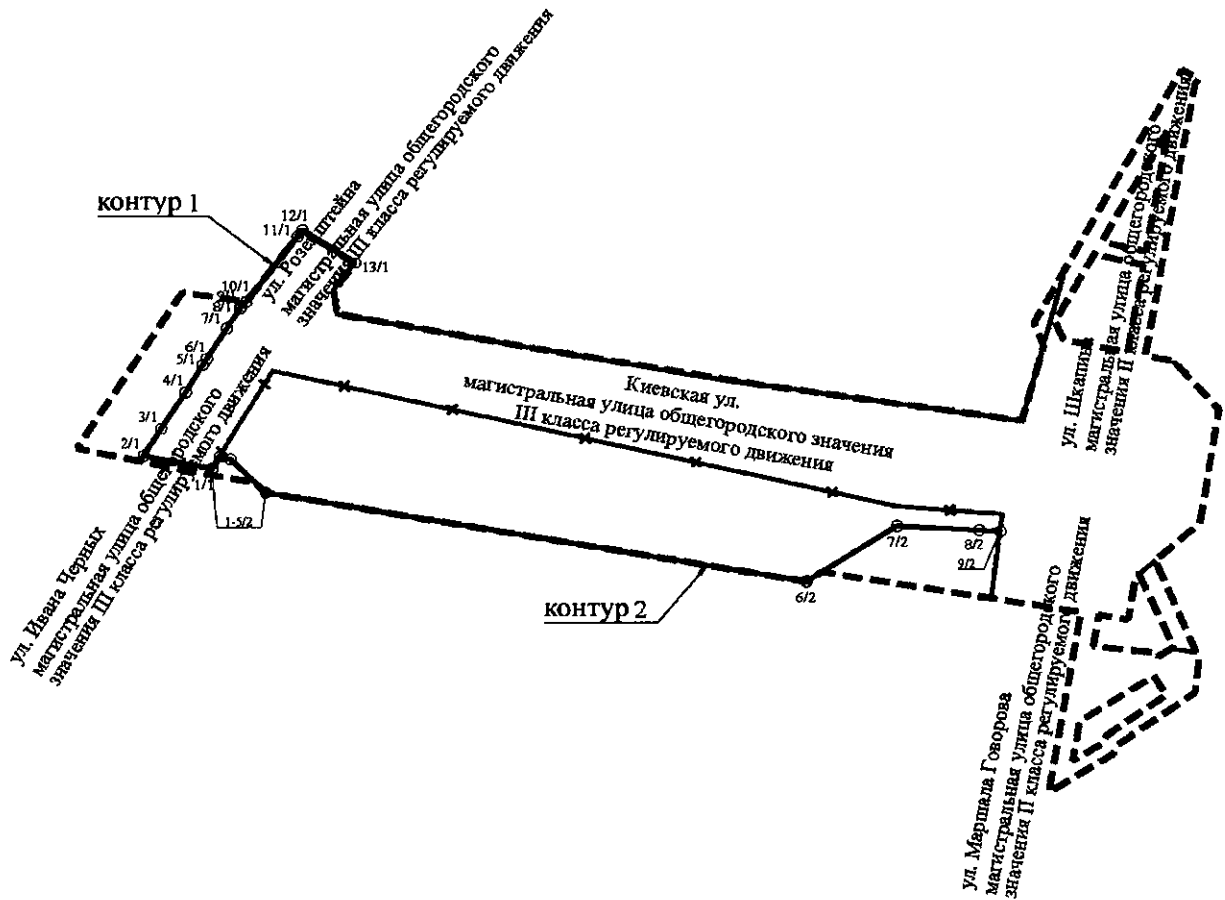 контур 1
12/1
11/1
13/1
10/1
9/1
8/1
7/1
6/1
5/1
4/1
3/1
2/1
1/1
1-5/2
6/2
7/2
8/2
9/2
контур 2
ул. Розенштейна
магистральная улица общегородского
значения III класса регулируемого движения
Киевская ул.
магистральная улица общегородского значения
III класса регулируемого движения
ул. Шкапина
магистральная улица общегородского
значения II класса регулируемого движения
ул. Ивана Черных
магистральная улица общегородского
значения III класса регулируемого движения
ул. Маршала Говорова
магистральная улица общегородского
значения II класса регулируемого движения